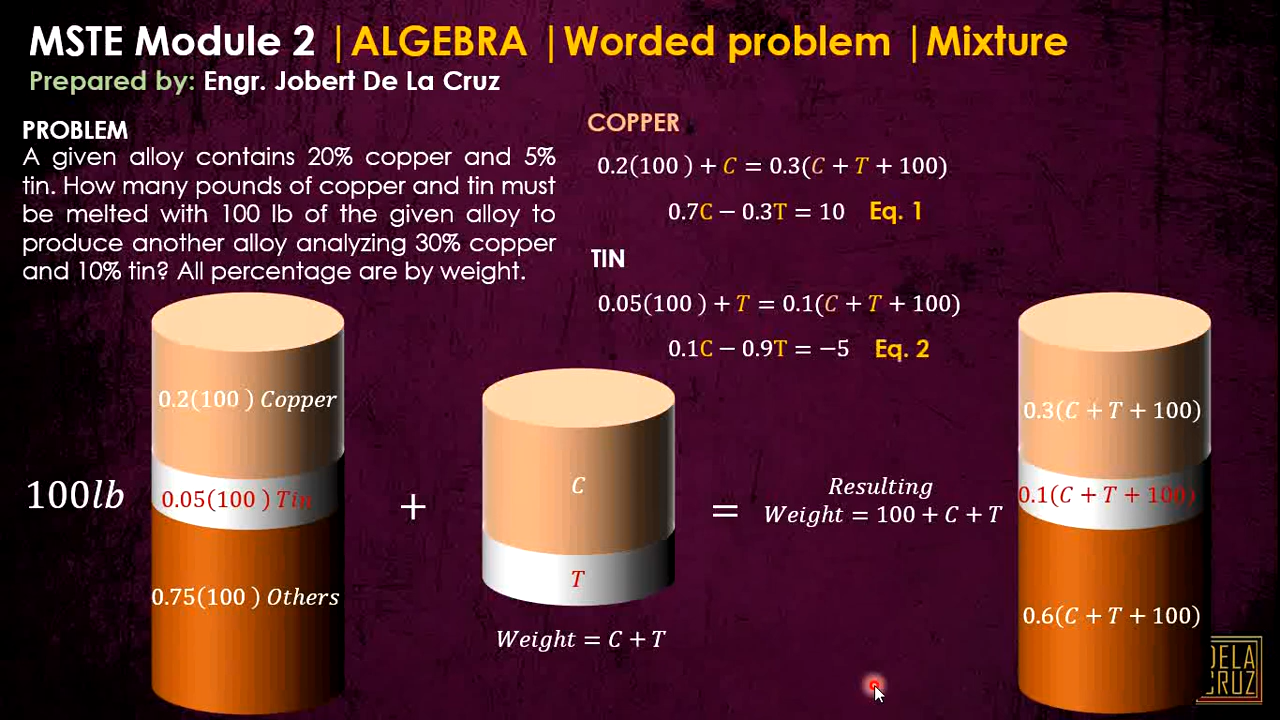 MSTE Module 2 |ALGEBRA |Worded problem |Mixture
Prepared by: Engr. Jobert De La Cruz
PROBLEM
A given alloy contains 20% copper and 5%
tin. How many pounds of copper and tin must
be melted with 100 lb of the given alloy to
produce another alloy analyzing 30% copper
and 10% tin? All percentage are by weight.
COPPER
0.2(100 ) + C = 0.3(C + T + 100)
0.7C − 0.3T = 10 Eq. 1
TIN
0.05(100 ) + T = 0.1(C + T + 100)
0.1C − 0.9T = −5 Eq. 2
100lb
0.2(100 ) Copper
0.05(100 ) Tin
0.75(100 ) Others
+
C
T
Weight = C + T
=
Resulting
Weight = 100 + C + T
0.3(C + T + 100)
0.1(C + T + 100)
0.6(C + T + 100)
DELA
CRUZ